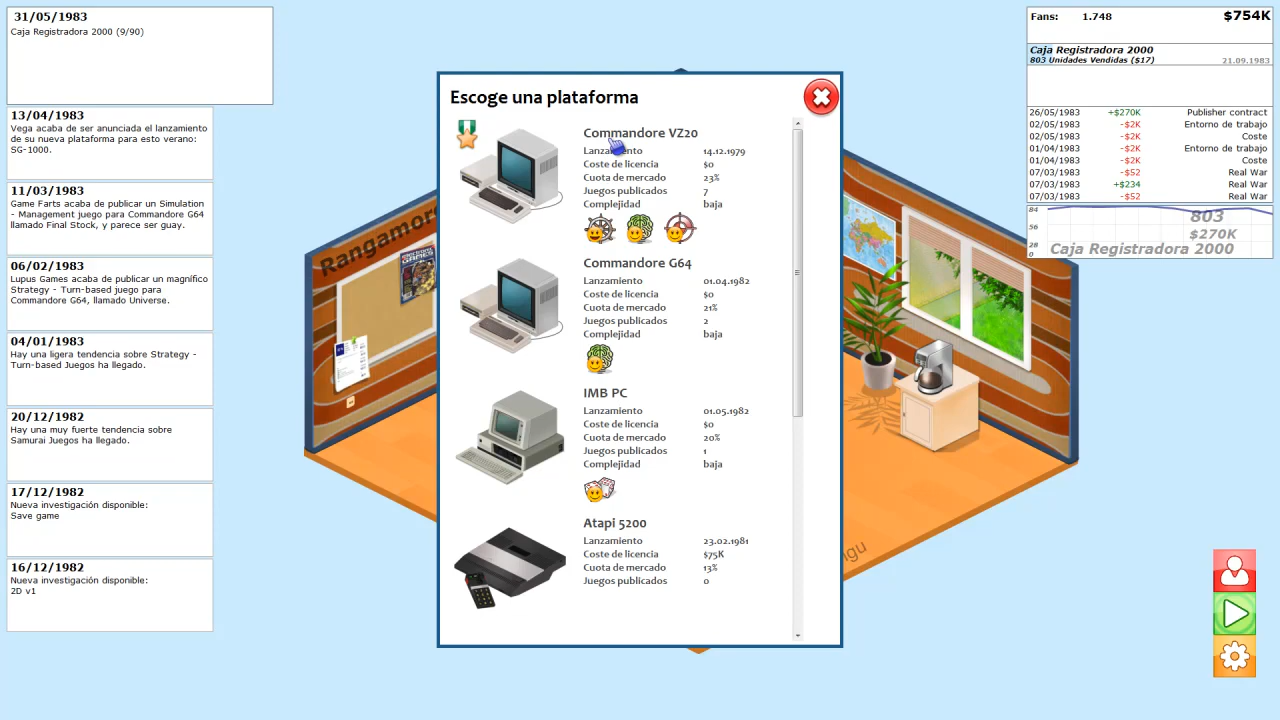 31/05/1983
Caja Registradora 2000 (9/90)
13/04/1983
Vega acaba de ser anunciada el lanzamiento
de su nueva plataforma para esto verano:
SG-1000.
11/03/1983
Game Farts acaba de publicar un Simulation
- Management juego para Commandore G64
llamado Final Stock, y parece ser guay.
06/02/1983
Lupus Games acaba de publicar un magnífico
Strategy - Turn-based juego para
Commandore G64, llamado Universe.
04/01/1983
Hay una ligera tendencia sobre Strategy -
Turn-based Juegos ha llegado.
20/12/1982
Hay una muy fuerte tendencia sobre
Samurai Juegos ha llegado.
17/12/1982
Nueva investigación disponible:
Save game
16/12/1982
Nueva investigación disponible:
2D v1
Rangamor
Escoge una plataforma
Commandore VZ20
Lanzamiento 14.12.1979
Coste de licencia $0
Cuota de mercado 23%
Juegos publicados 7
Complejidad baja
Commandore G64
Lanzamiento 01.04.1982
Coste de licencia $0
Cuota de mercado 21%
Juegos publicados 2
Complejidad baja
IMB PC
Lanzamiento 01.05.1982
Coste de licencia $0
Cuota de mercado 20%
Juegos publicados 1
Complejidad baja
Atapi 5200
Lanzamiento 23.02.1981
Coste de licencia $75K
Cuota de mercado 13%
Juegos publicados 0
Fans: 1.748 $754K
Caja Registradora 2000
803 Unidades Vendidas ($17) 21.09.1983
26/05/1983 +$270K Publisher contract
02/05/1983 -$2K Entorno de trabajo
02/05/1983 -$2K Coste
01/04/1983 -$2K Entorno de trabajo
01/04/1983 -$2K Coste
07/03/1983 -$52 Real War
07/03/1983 +$234 Real War
07/03/1983 -$52 Real War
84
56
28
0
803
$270K
Caja Registradora 2000
ngu